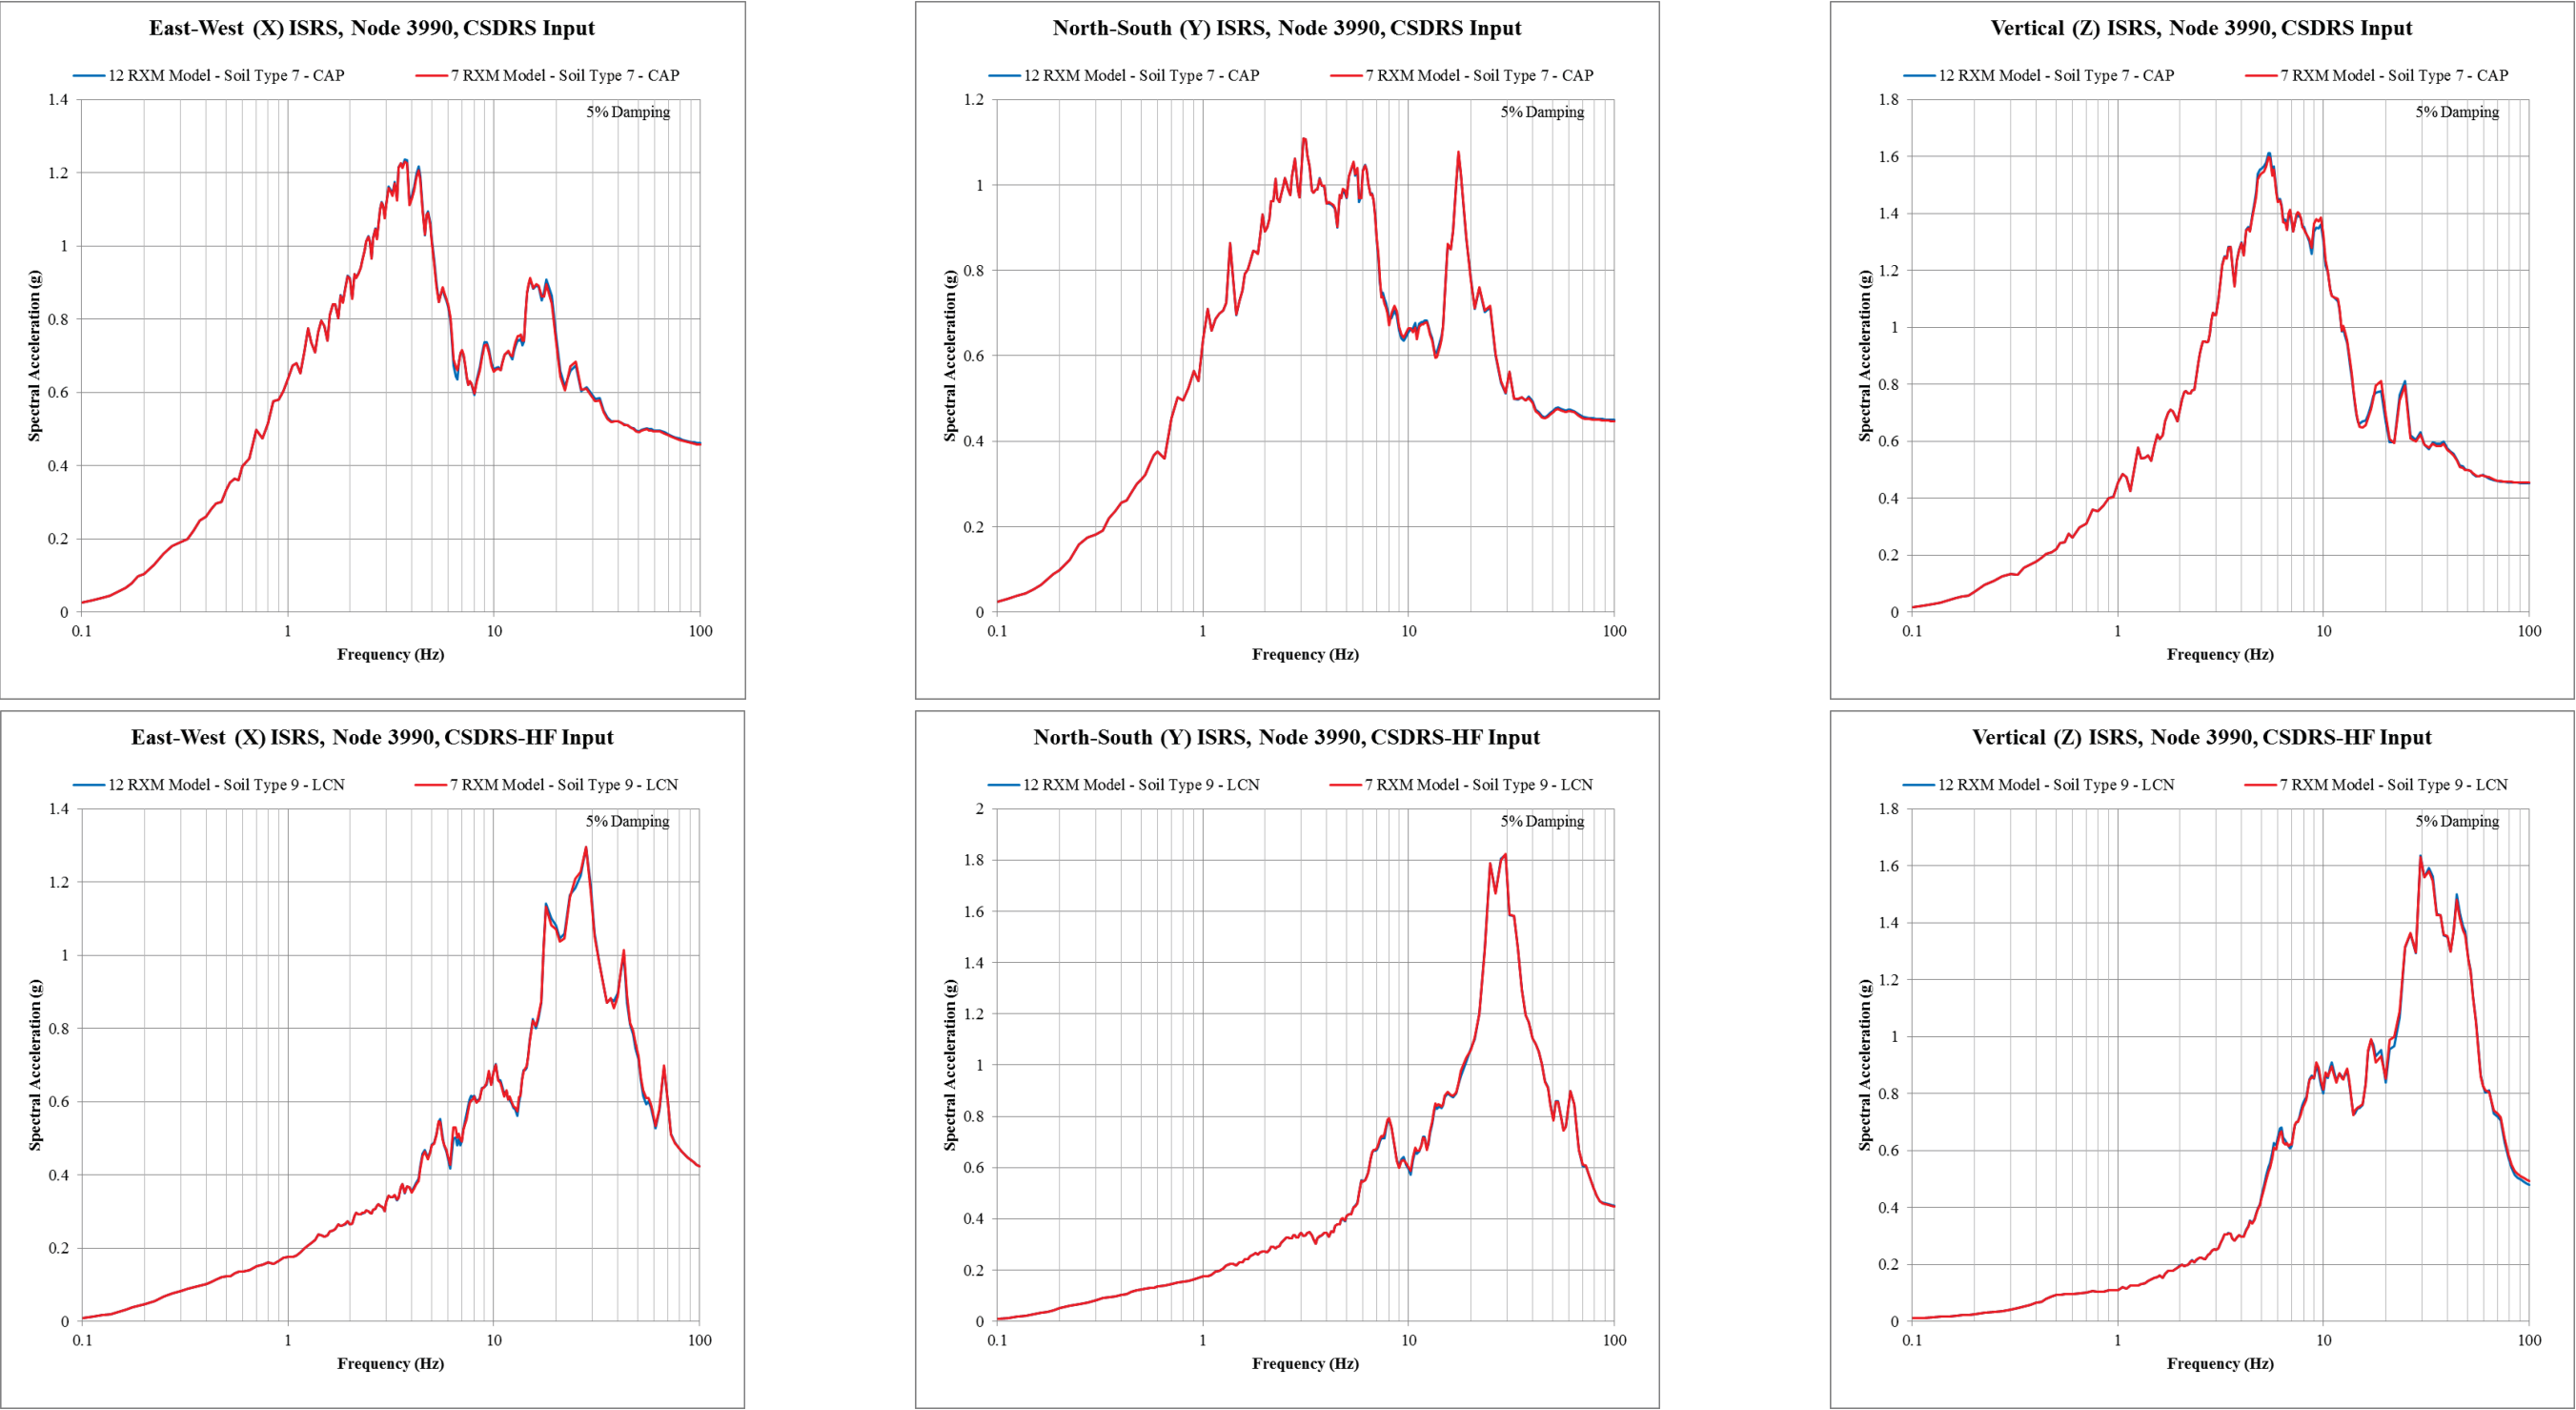 East-West (X) ISRS, Node 3990, CSDRS Input
12 RXM Model - Soil Type 7 - CAP
7 RXM Model - Soil Type 7 - CAP
5% Damping
Spectral Acceleration (g)
1.4
1.2
1
0.8
0.6
0.4
0.2
0
0.1
1
10
100
Frequency (Hz)
North-South (Y) ISRS, Node 3990, CSDRS Input
12 RXM Model - Soil Type 7 - CAP
7 RXM Model - Soil Type 7 - CAP
5% Damping
Spectral Acceleration (g)
1.2
1
0.8
0.6
0.4
0.2
0
0.1
1
10
100
Frequency (Hz)
Vertical (Z) ISRS, Node 3990, CSDRS Input
12 RXM Model - Soil Type 7 - CAP
7 RXM Model - Soil Type 7 - CAP
5% Damping
Spectral Acceleration (g)
1.8
1.6
1.4
1.2
1
0.8
0.6
0.4
0.2
0
0.1
1
10
100
Frequency (Hz)
East-West (X) ISRS, Node 3990, CSDRS-HF Input
12 RXM Model - Soil Type 9 - LCN
7 RXM Model - Soil Type 9 - LCN
5% Damping
Spectral Acceleration (g)
1.4
1.2
1
0.8
0.6
0.4
0.2
0
0.1
1
10
100
Frequency (Hz)
North-South (Y) ISRS, Node 3990, CSDRS-HF Input
12 RXM Model - Soil Type 9 - LCN
7 RXM Model - Soil Type 9 - LCN
5% Damping
Spectral Acceleration (g)
2
1.8
1.6
1.4
1.2
1
0.8
0.6
0.4
0.2
0
0.1
1
10
100
Frequency (Hz)
Vertical (Z) ISRS, Node 3990, CSDRS-HF Input
12 RXM Model - Soil Type 9 - LCN
7 RXM Model - Soil Type 9 - LCN
5% Damping
Spectral Acceleration (g)
1.8
1.6
1.4
1.2
1
0.8
0.6
0.4
0.2
0
0.1
1
10
100
Frequency (Hz)